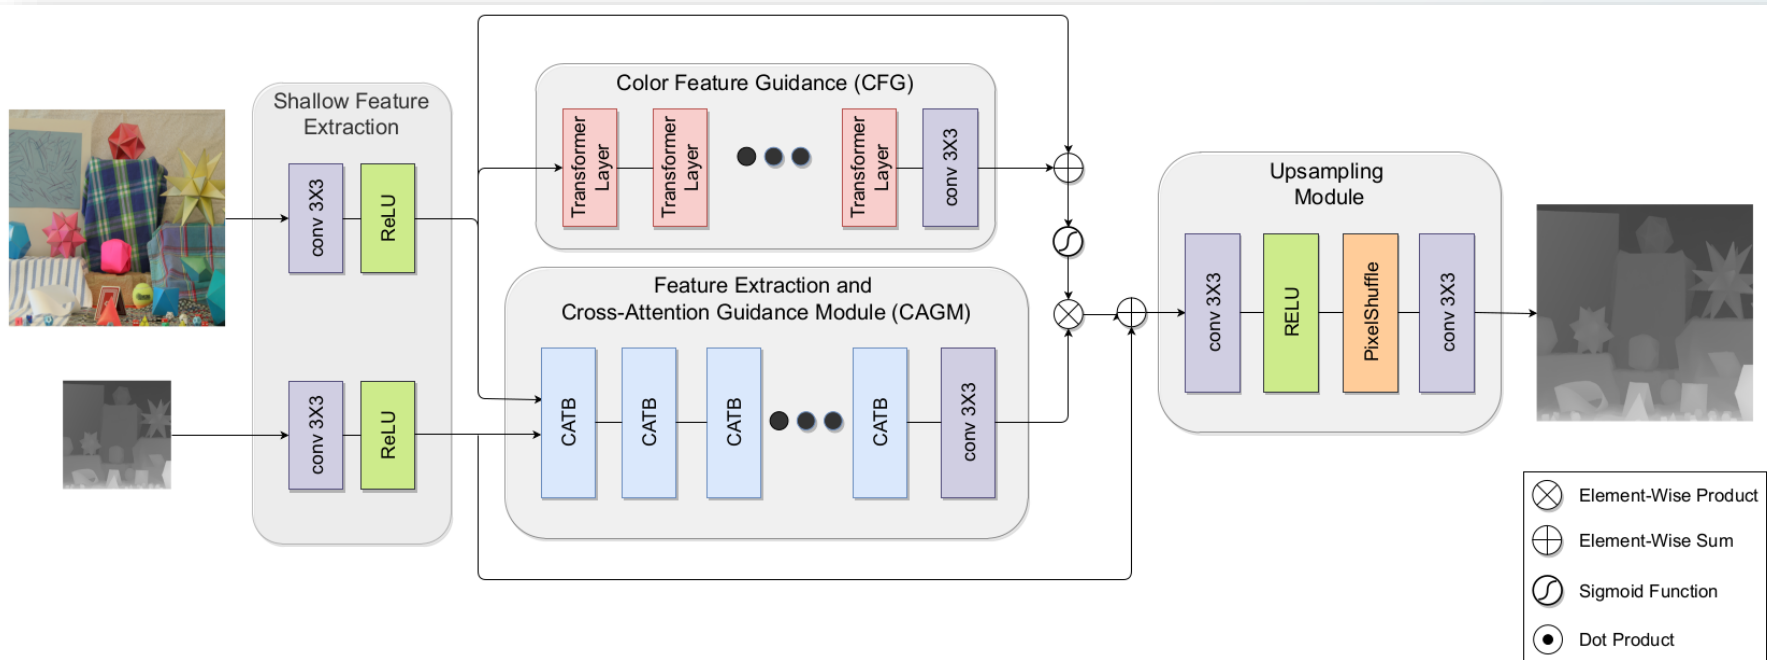 Shallow Feature
Extraction
conv 3X3
ReLU
conv 3X3
ReLU
Color Feature Guidance (CFG)
Transformer
Layer
Transformer
Layer
Transformer
Layer
conv 3X3
Feature Extraction and
Cross-Attention Guidance Module (CAGM)
CATB
CATB
CATB
CATB
conv 3X3
Upsampling
Module
conv 3X3
RELU
PixelShuffle
conv 3X3
Element-Wise Product
Element-Wise Sum
Sigmoid Function
Dot Product